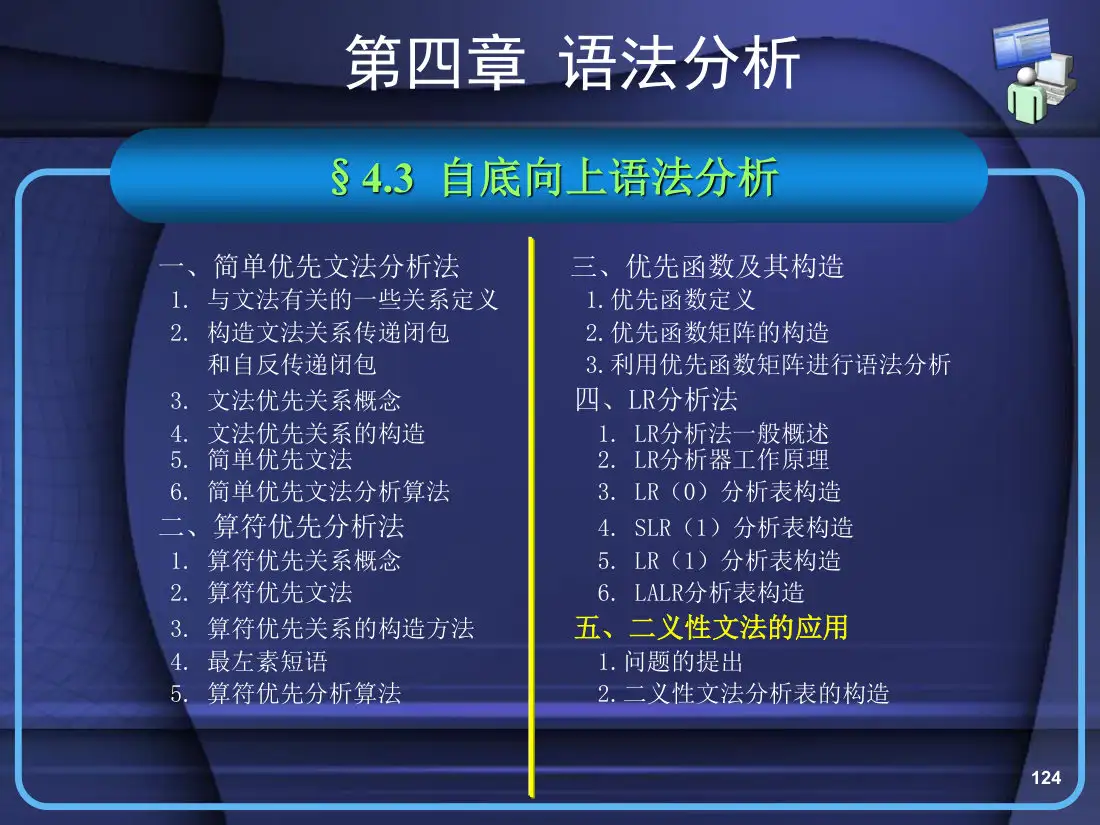 第四章 语法分析
§4.3 自底向上语法分析
一、简单优先文法分析法
1. 与文法有关的一些关系定义
2. 构造文法关系传递闭包
和自反传递闭包
3. 文法优先关系概念
4. 文法优先关系的构造
5. 简单优先文法
6. 简单优先文法分析算法
二、算符优先分析法
1. 算符优先关系概念
2. 算符优先文法
3. 算符优先关系的构造方法
4. 最左素短语
5. 算符优先分析算法
三、优先函数及其构造
1.优先函数定义
2.优先函数矩阵的构造
3.利用优先函数矩阵进行语法分析
四、LR分析法
1. LR分析法一般概述
2. LR分析器工作原理
3. LR（0）分析表构造
4. SLR（1）分析表构造
5. LR（1）分析表构造
6. LALR分析表构造
五、二义性文法的应用
1.问题的提出
2.二义性文法分析表的构造
124